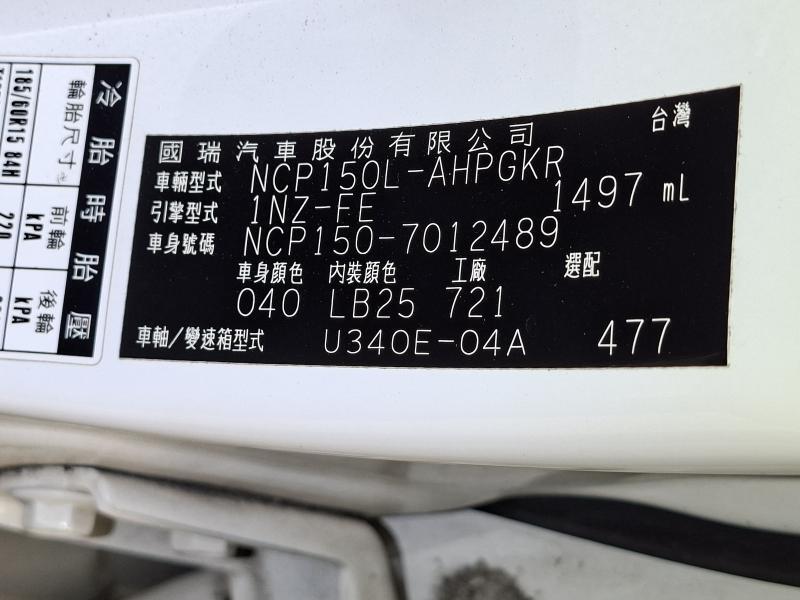 國瑞汽車股份有限公司 台灣
車輛型式 NCP150L-AHPGKR
引擎型式 1NZ-FE 1497 mL
車身號碼 NCP150-7012489
車身顏色 內裝顏色 工廠 選配
040 LB25 721
車軸/變速箱型式 U340E-04A 477
冷胎時胎壓
輪胎尺寸 前輪 kPA 後輪 kPA
185/60R15 84H 220